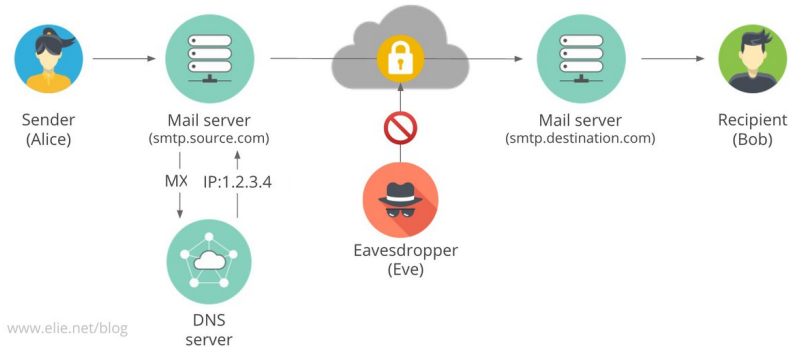 Sender
(Alice)
Mail server
(smtp.source.com)
Mail server
(smtp.destination.com)
Recipient
(Bob)
MX
IP:1.2.3.4
Eavesdropper
(Eve)
DNS
server
www.elie.net/blog